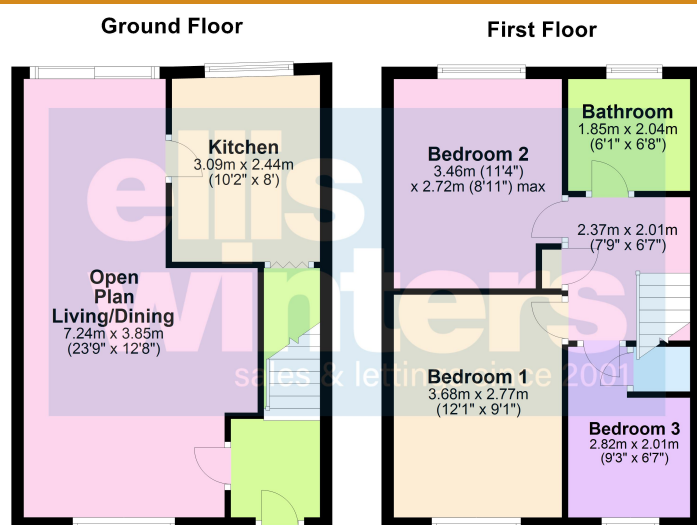 Ground Floor
First Floor
Kitchen
3.09m x 2.44m
(10'2" x 8')
Open
Plan
Living/Dining
7.24m x 3.85m
(23'9" x 12'8")
Bathroom
1.85m x 2.04m
(6'1" x 6'8")
Bedroom 2
3.46m (11'4")
x 2.72m (8'11") max
2.37m x 2.01m
(7'9" x 6'7")
Bedroom 1
3.68m x 2.77m
(12'1" x 9'1")
Bedroom 3
2.82m x 2.01m
(9'3" x 6'7")
ellis
winters
sales & lettings since 2001